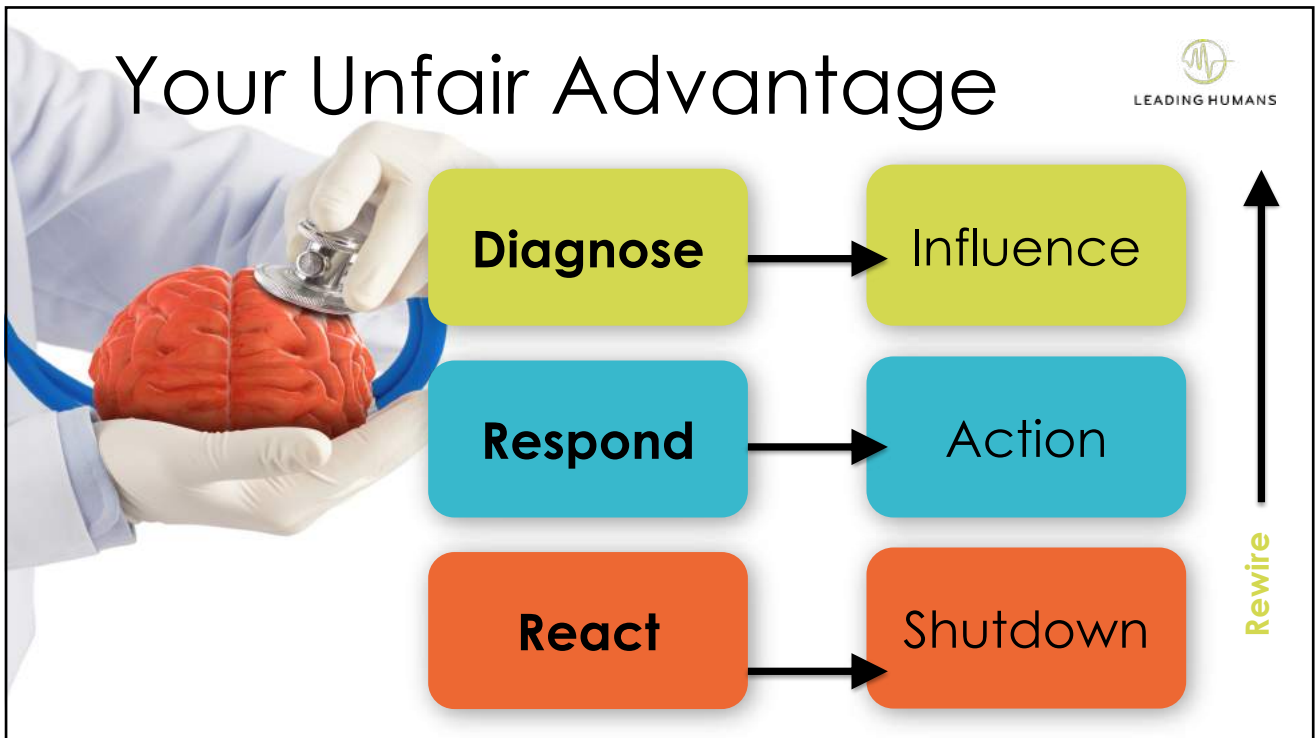 Your Unfair Advantage
LEADING HUMANS
Diagnose
Influence
Respond
Action
React
Shutdown
Rewire